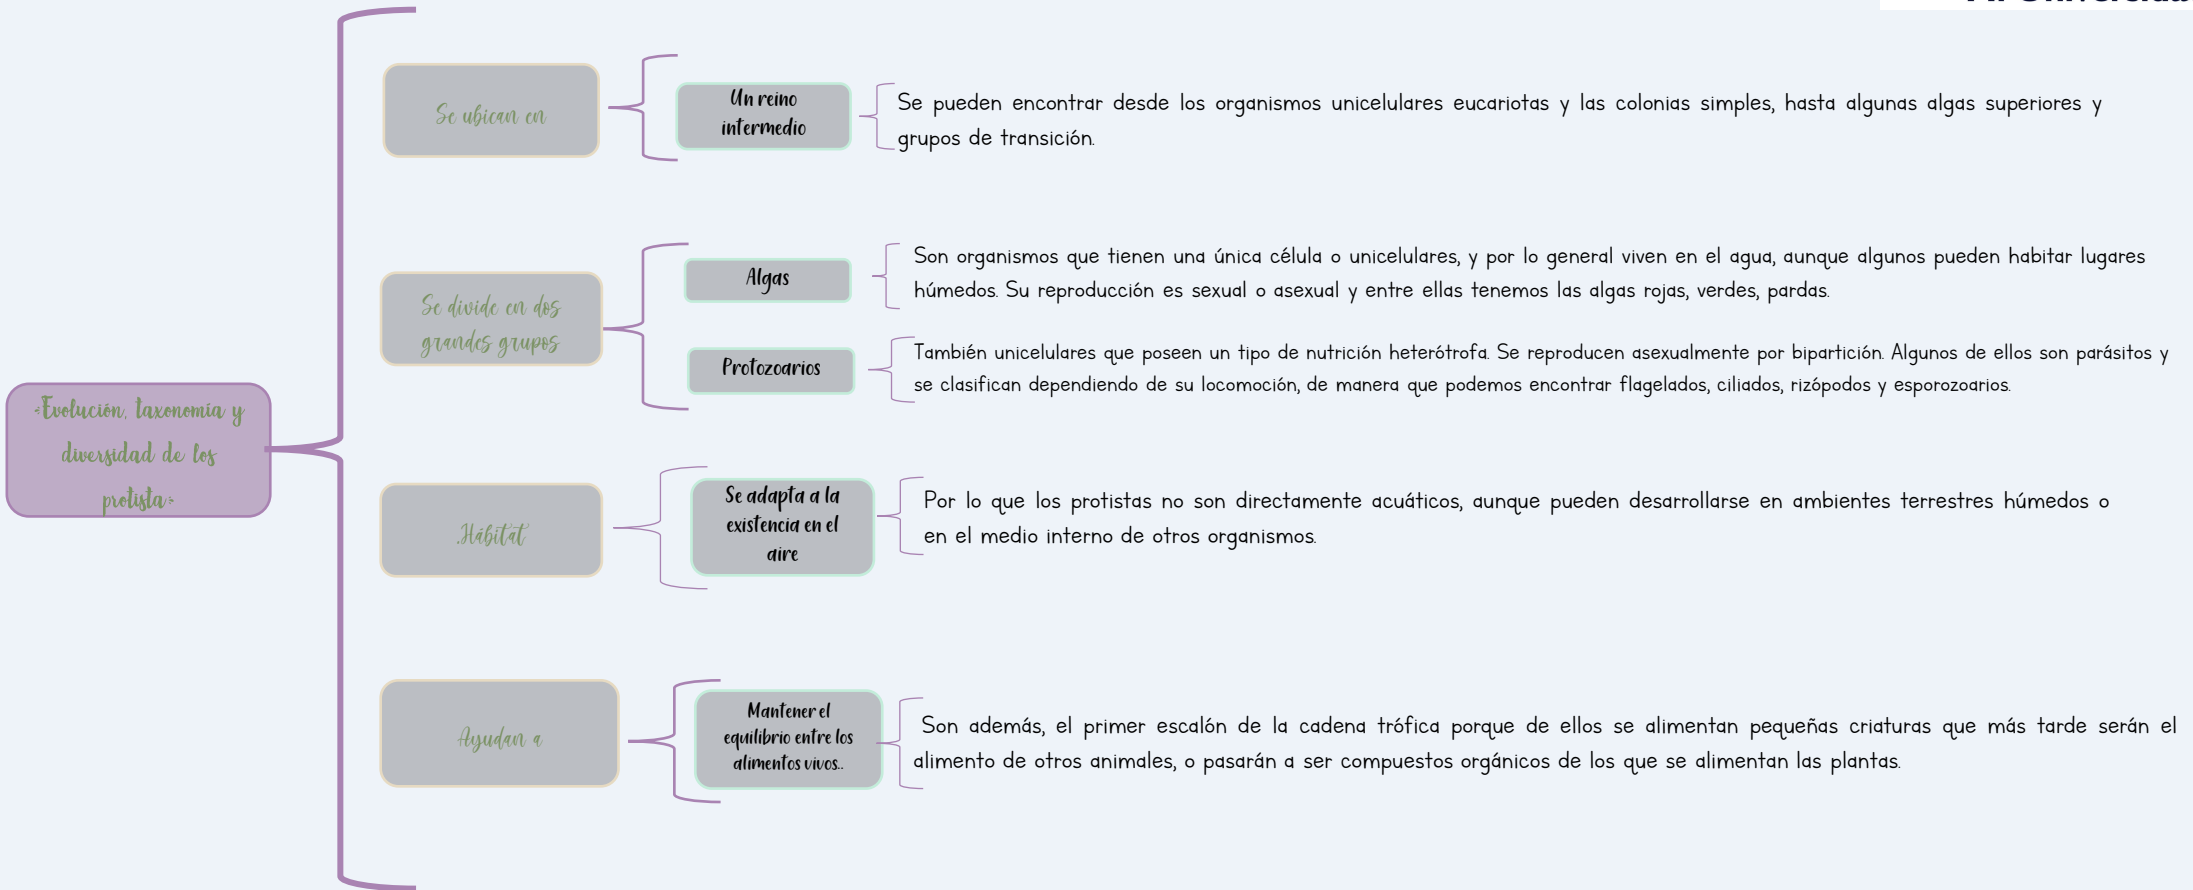 Se ubican en
Un reino
intermedio
Se pueden encontrar desde los organismos unicelulares eucariotas y las colonias simples, hasta algunas algas superiores y
grupos de transición.
Se divide en dos
grandes grupos
Algas
Son organismos que tienen una única célula o unicelulares, y por lo general viven en el agua, aunque algunos pueden habitar lugares
húmedos. Su reproducción es sexual o asexual y entre ellas tenemos las algas rojas, verdes, pardas.
Protozoarios
También unicelulares que poseen un tipo de nutrición heterótrofa. Se reproducen asexualmente por bipartición. Algunos de ellos son parásitos y
se clasifican dependiendo de su locomoción, de manera que podemos encontrar flagelados, ciliados, rizópodos y esporozoarios.
Evolución, taxonomía y
diversidad de los
protista
.Hábitat
Se adapta a la
existencia en el
aire
Por lo que los protistas no son directamente acuáticos, aunque pueden desarrollarse en ambientes terrestres húmedos o
en el medio interno de otros organismos.
Ayudan a
Mantener el
equilibrio entre los
alimentos vivos..
Son además, el primer escalón de la cadena trófica porque de ellos se alimentan pequeñas criaturas que más tarde serán el
alimento de otros animales, o pasarán a ser compuestos orgánicos de los que se alimentan las plantas.